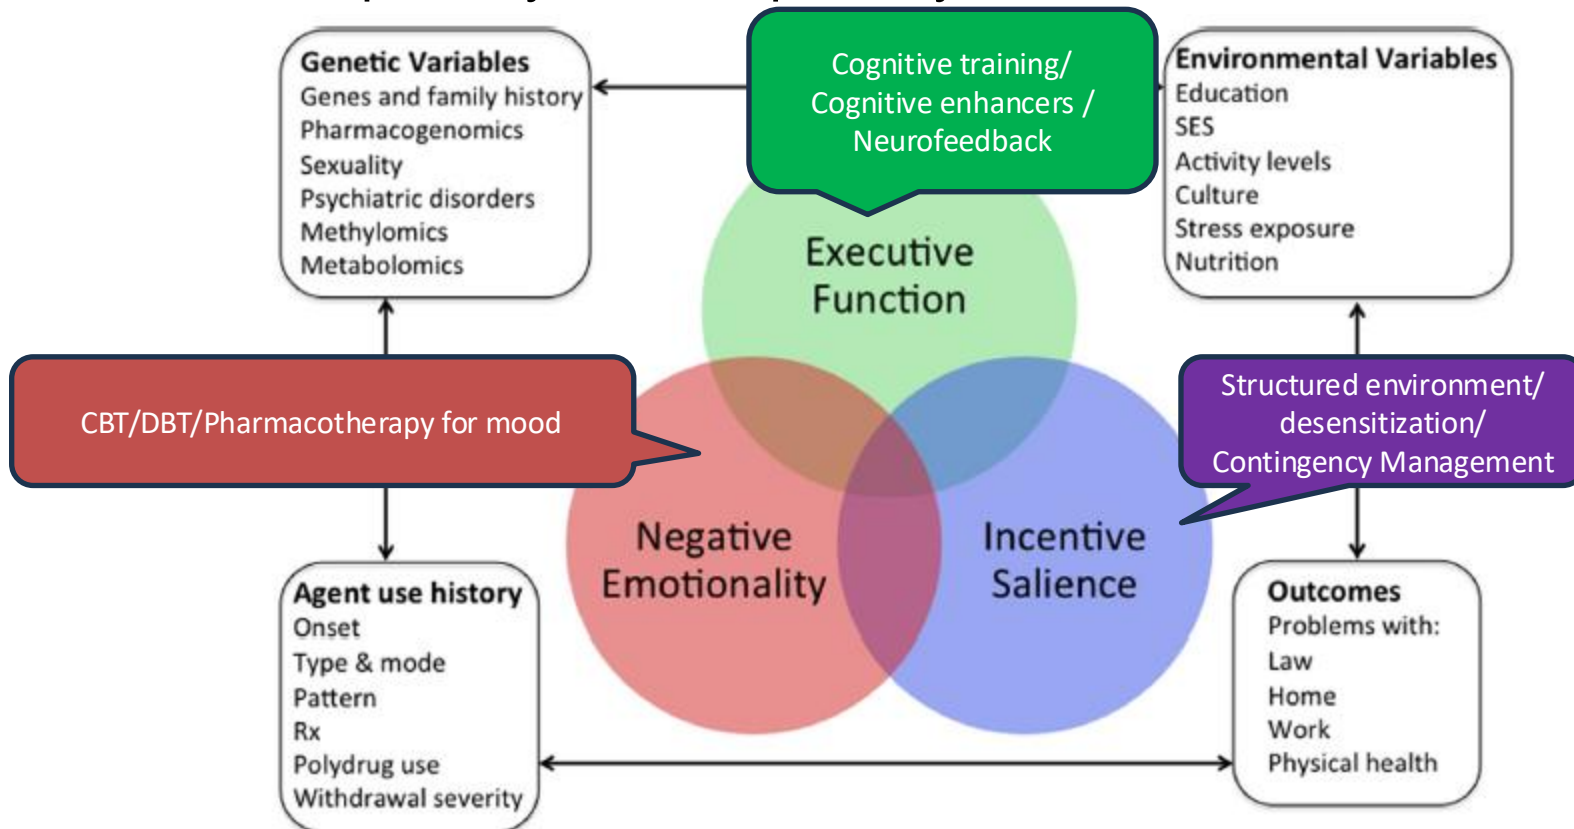 Genetic Variables
Genes and family history
Pharmacogenomics
Sexuality
Psychiatric disorders
Methylomics
Metabolomics
Cognitive training/
Cognitive enhancers /
Neurofeedback
Environmental Variables
Education
SES
Activity levels
Culture
Stress exposure
Nutrition
Executive
Function
CBT/DBT/Pharmacotherapy for mood
Structured environment/
desensitization/
Contingency Management
Negative
Emotionality
Incentive
Salience
Agent use history
Onset
Type & mode
Pattern
Rx
Polydrug use
Withdrawal severity
Outcomes
Problems with:
Law
Home
Work
Physical health